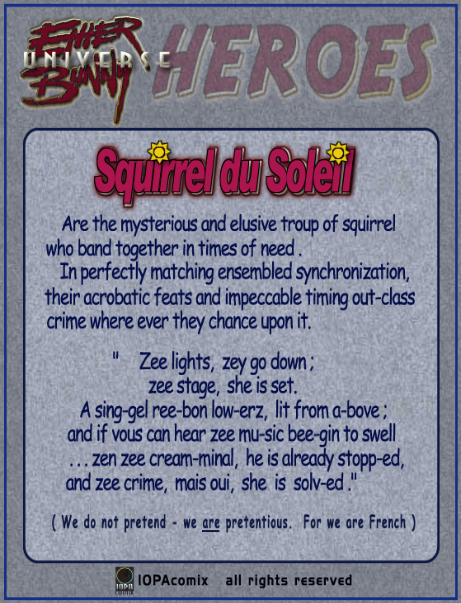 ETHER
UNIVERSE
BUNNY
HEROES
Squirrel du Soleil
Are the mysterious and elusive troup of squirrel
who band together in times of need .
In perfectly matching ensembled synchronization,
their acrobatic feats and impeccable timing out-class
crime where ever they chance upon it.
" Zee lights, zey go down ;
zee stage, she is set.
A sing-gel ree-bon low-erz, lit from a-bove ;
and if vous can hear zee mu-sic bee-gin to swell
. . . zen zee cream-minal, he is already stopp-ed,
and zee crime, mais oui, she is solv-ed ."
( We do not pretend - we are pretentious. For we are French )
IOPAcomix all rights reserved